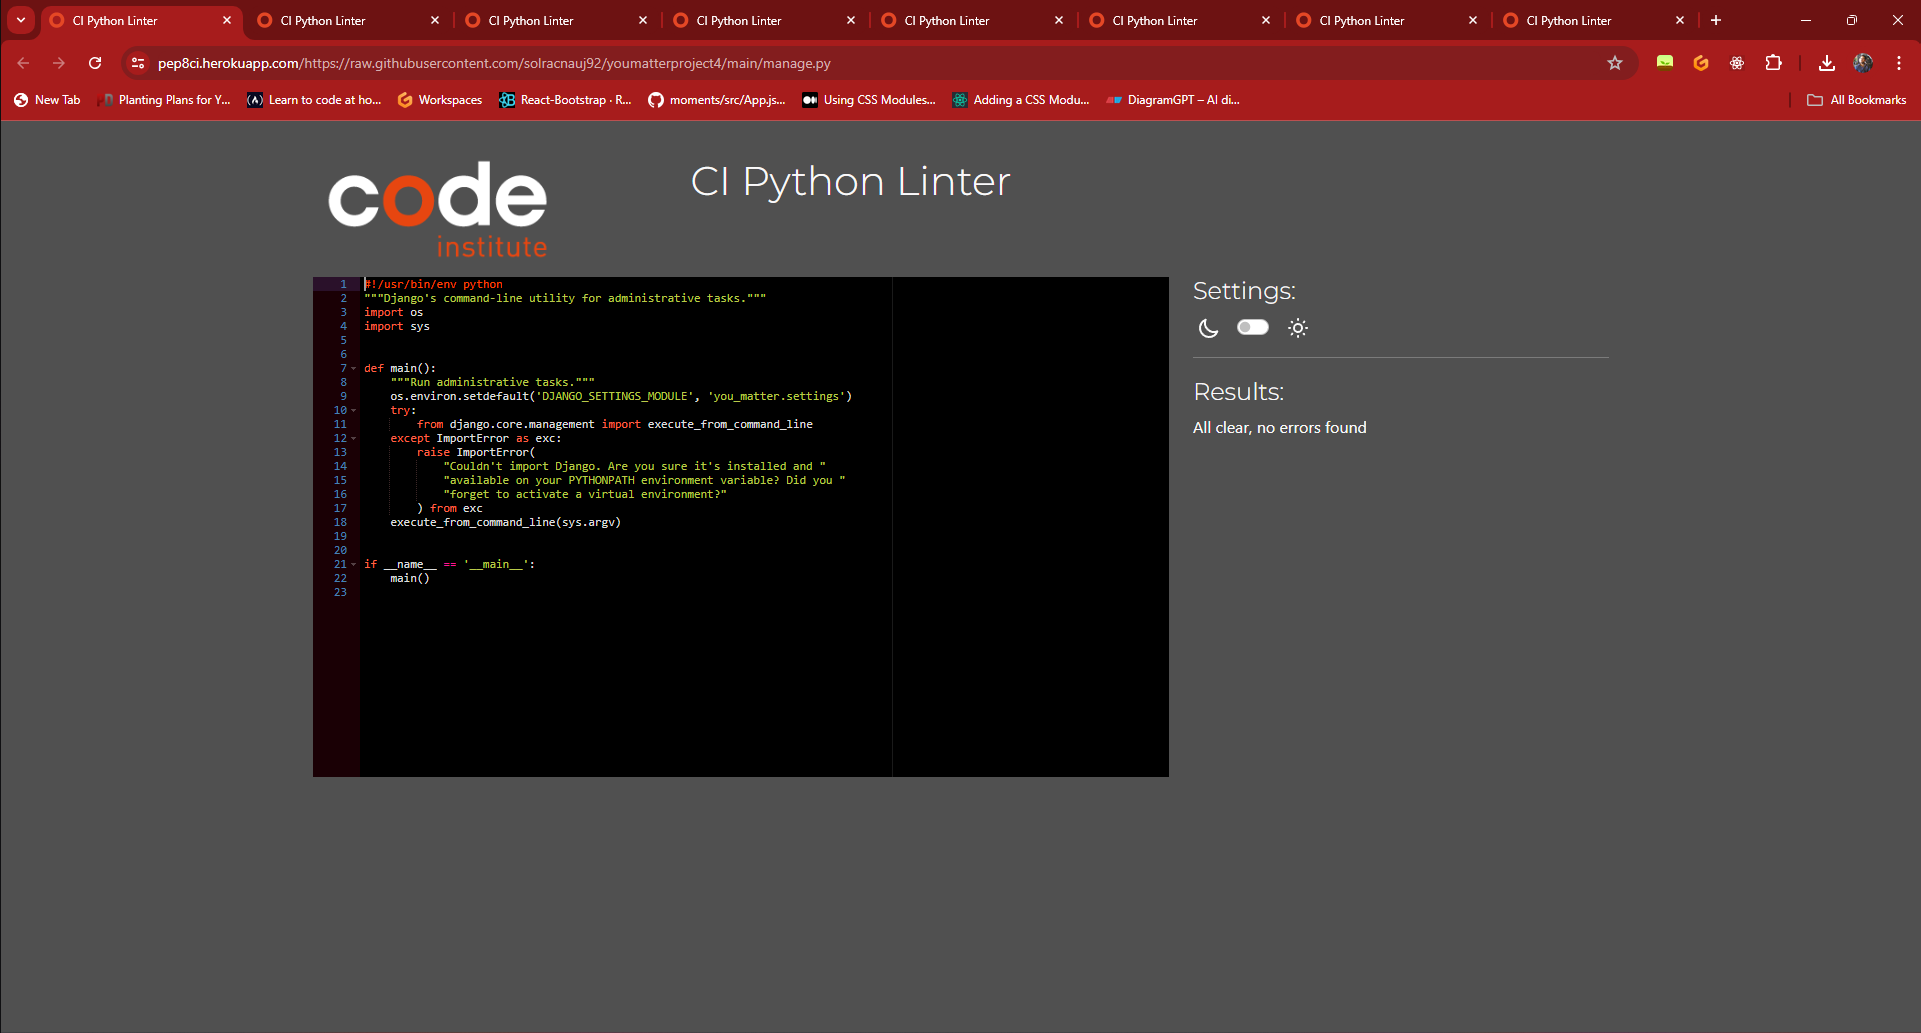 CI Python Linter
CI Python Linter
CI Python Linter
CI Python Linter
CI Python Linter
CI Python Linter
CI Python Linter
CI Python Linter
pep8ci.herokuapp.com/https://raw.githubusercontent.com/solracnauj92/youmatterproject4/main/manage.py
New Tab
Planting Plans for Y...
Learn to code at ho...
Workspaces
React-Bootstrap · R...
moments/src/App.js...
Using CSS Modules...
Adding a CSS Modu...
DiagramGPT – AI di...
All Bookmarks
code
institute
CI Python Linter
1 #!/usr/bin/env python
2 """Django's command-line utility for administrative tasks."""
3 import os
4 import sys
5
6
7 def main():
8     """Run administrative tasks."""
9     os.environ.setdefault('DJANGO_SETTINGS_MODULE', 'you_matter.settings')
10     try:
11         from django.core.management import execute_from_command_line
12     except ImportError as exc:
13         raise ImportError(
14             "Couldn't import Django. Are you sure it's installed and "
15             "available on your PYTHONPATH environment variable? Did you "
16             "forget to activate a virtual environment?"
17         ) from exc
18     execute_from_command_line(sys.argv)
19
20
21 if __name__ == '__main__':
22     main()
23
Settings:
Results:
All clear, no errors found